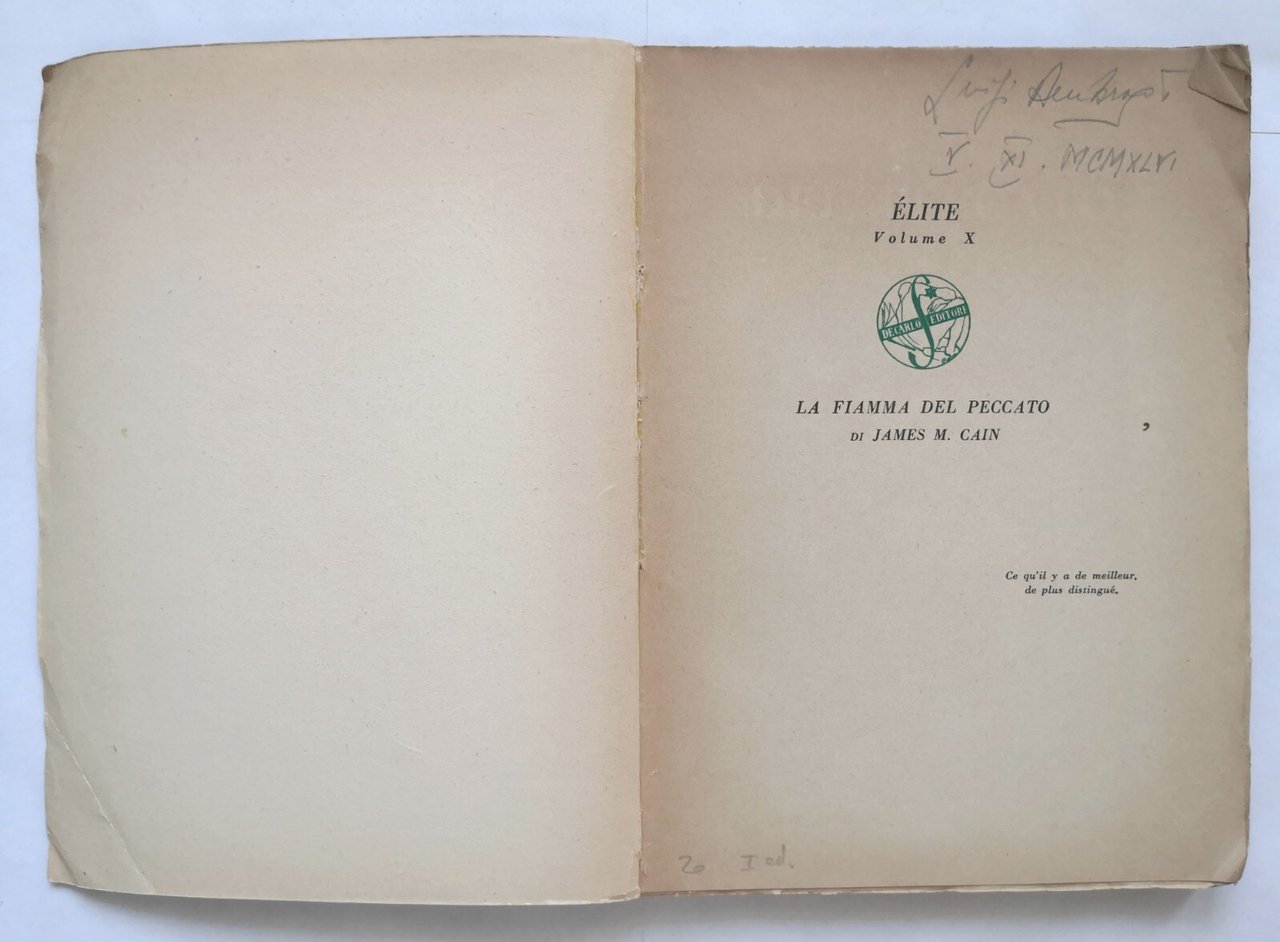 Luigi
V. XI. MCMXLVI
ÉLITE
Volume X
DECARLO EDITORE
LA FIAMMA DEL PECCATO
DI JAMES M. CAIN
,
Ce qu'il y a de meilleur,
de plus distingué.
20 I ed.